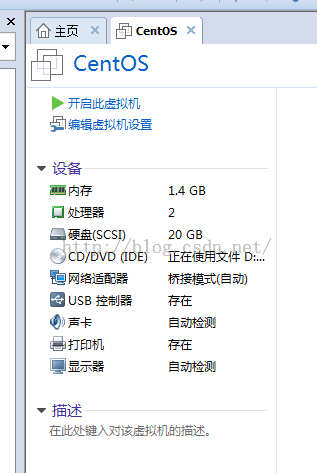 主页
CentOS
CentOS
开启此虚拟机
编辑虚拟机设置
设备
内存 1.4 GB
处理器 2
硬盘(SCSI) 20 GB
http://blog.csdn.net/
CD/DVD (IDE) 正在使用文件 D:...
网络适配器 桥接模式(自动)
USB 控制器 存在
声卡 自动检测
打印机 存在
显示器 自动检测
描述
在此处键入对该虚拟机的描述。